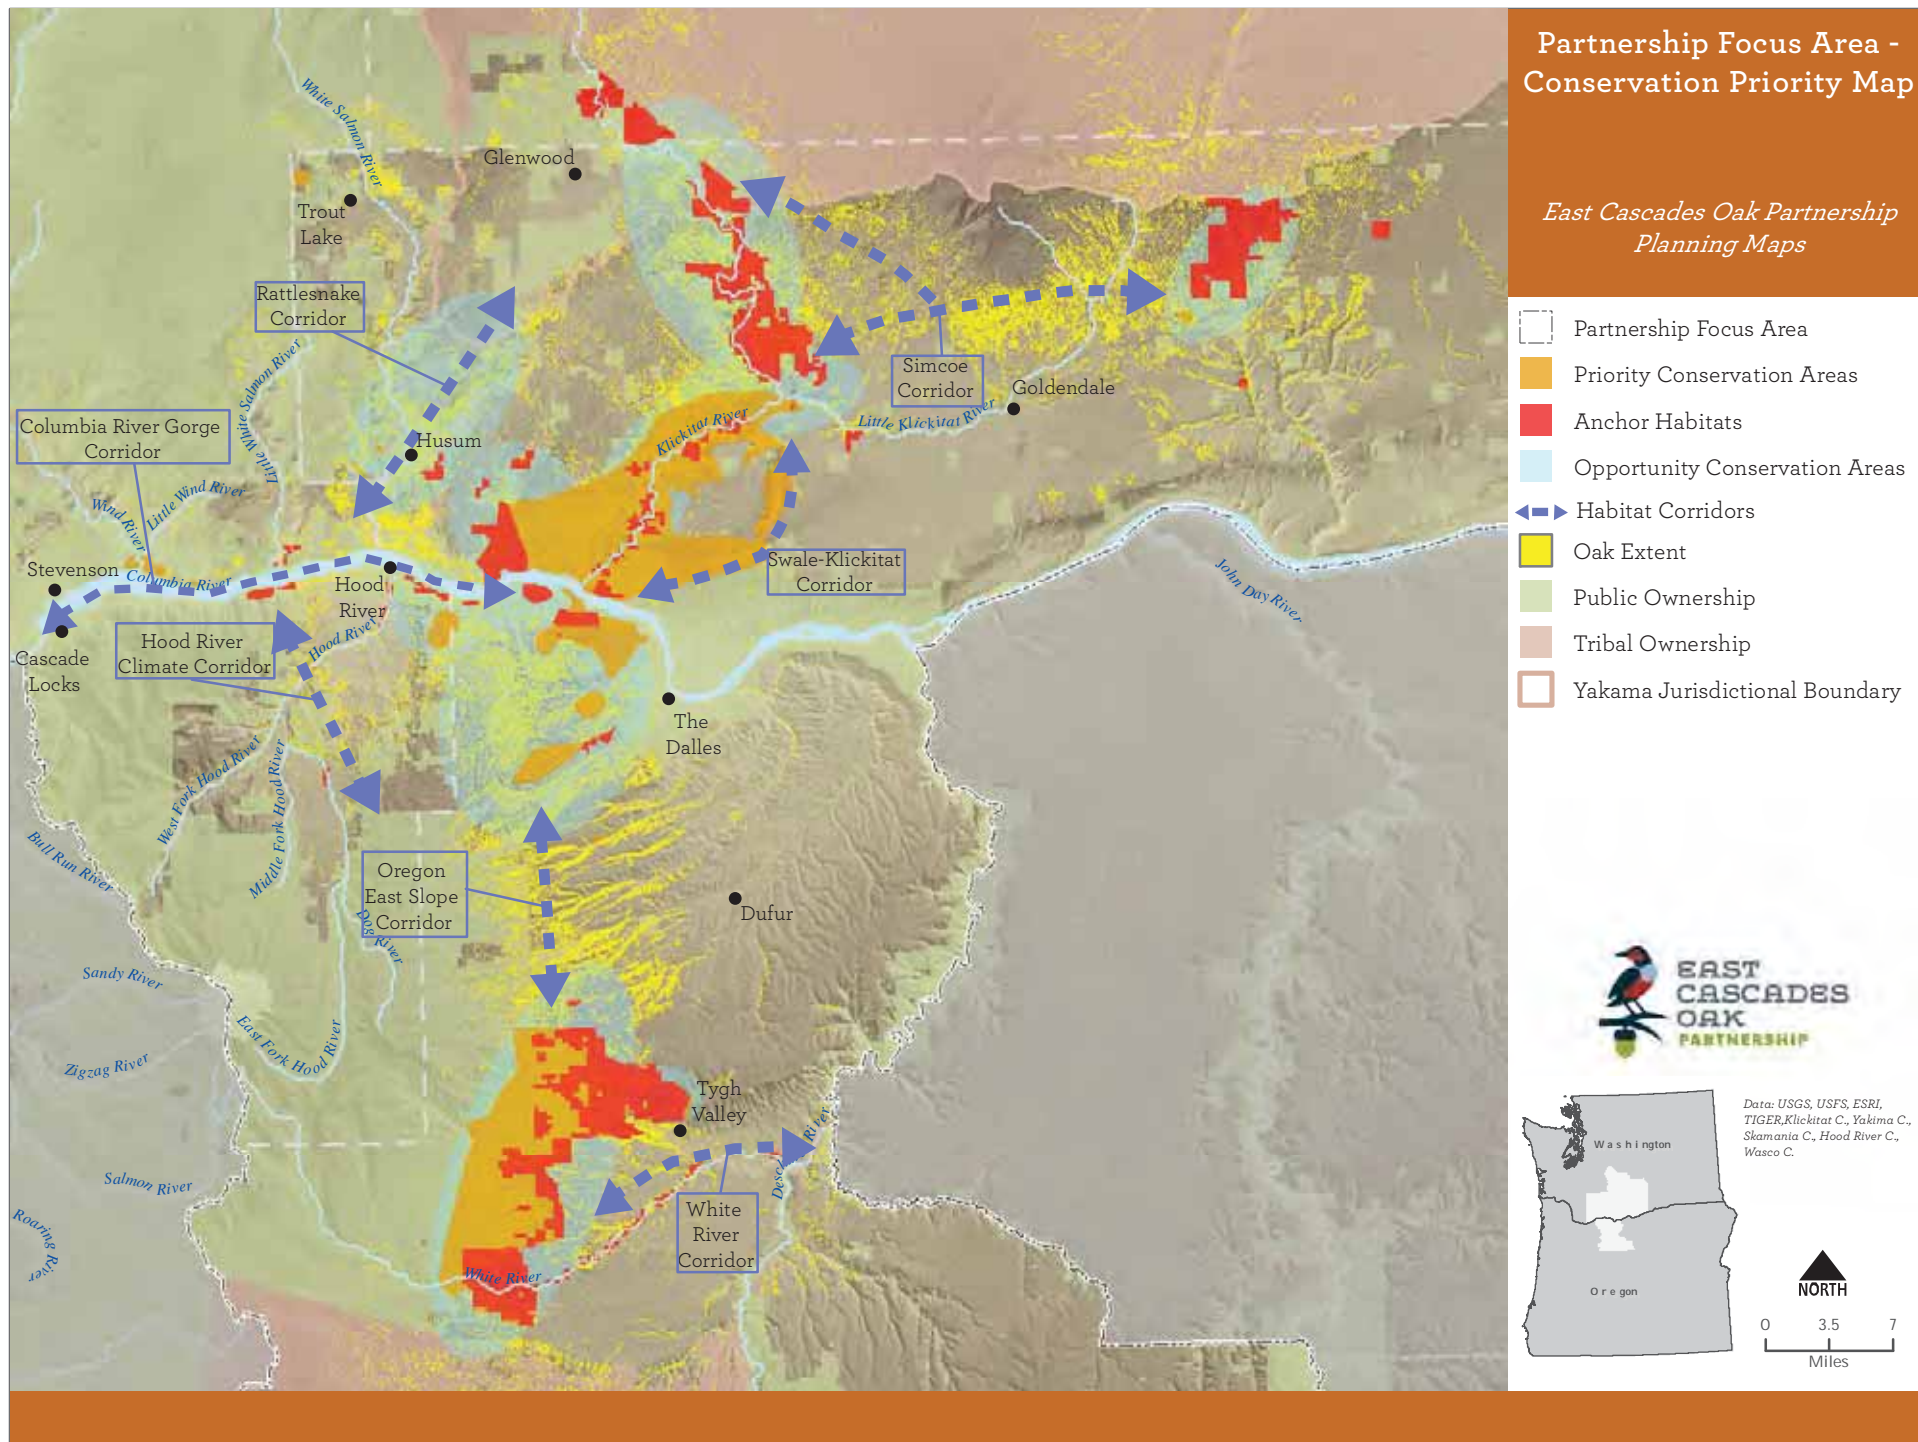 Partnership Focus Area -
Conservation Priority Map
East Cascades Oak Partnership
Planning Maps
Partnership Focus Area
Priority Conservation Areas
Anchor Habitats
Opportunity Conservation Areas
Habitat Corridors
Oak Extent
Public Ownership
Tribal Ownership
Yakama Jurisdictional Boundary
EAST
CASCADES
OAK
PARTNERSHIP
Washington
Oregon
Data: USGS, USFS, ESRI,
TIGER,Klickitat C., Yakima C.,
Skamania C., Hood River C.,
Wasco C.
NORTH
0 3.5 7
Miles
White Salmon River
Glenwood
Trout
Lake
Rattlesnake
Corridor
Little White Salmon River
Columbia River Gorge
Corridor
Husum
Klickitat River
Simcoe
Corridor
Goldendale
Little Klickitat River
Wind River
Little Wind River
Stevenson
Columbia River
Hood
River
Swale-Klickitat
Corridor
John Day River
Cascade
Locks
Hood River
Climate Corridor
Hood River
The
Dalles
West Fork Hood River
Middle Fork Hood River
Bull Run River
Oregon
East Slope
Corridor
Dog River
Dufur
Sandy River
East Fork Hood River
Zigzag River
Tygh
Valley
Salmon River
Roaring River
White River
White
River
Corridor
River